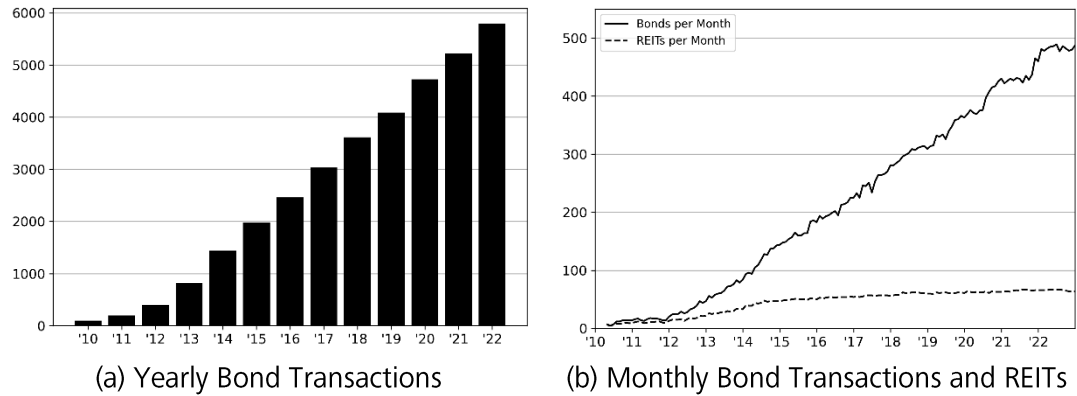 6000
5000
4000
3000
2000
1000
0
'10 '11 '12 '13 '14 '15 '16 '17 '18 '19 '20 '21 '22
(a) Yearly Bond Transactions
Bonds per Month
REITs per Month
500
400
300
200
100
0
'10 '11 '12 '13 '14 '15 '16 '17 '18 '19 '20 '21 '22
(b) Monthly Bond Transactions and REITs